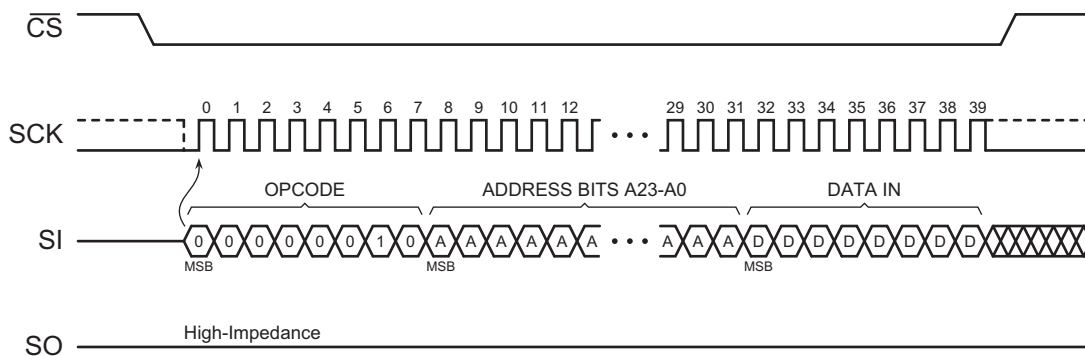 CS
0 1 2 3 4 5 6 7 8 9 10 11 12 29 30 31 32 33 34 35 36 37 38 39
SCK
OPCODE ADDRESS BITS A23-A0 DATA IN
SI 0 0 0 0 0 0 1 0 A A A A A A A A A D D D D D D D D
MSB MSB MSB
High-Impedance
SO